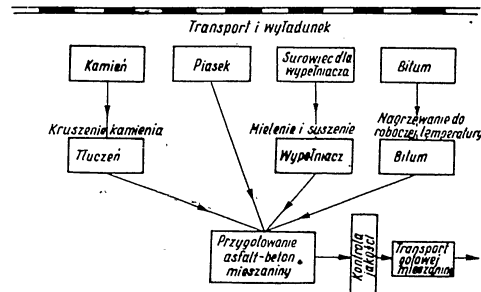 Transport i wyładunek
Kamień
Piasek
Surowiec dla
wypełniacza
Bitum
Kruszenie kamienia
Mielenie i suszenie
Nagrzewanie do
roboczej temperatury
Tłuczeń
Wypełniacz
Bitum
Przygotowanie
asfalt-beton
mieszaniny
Kontrola
jakości
Transport
gotowej
mieszaniny